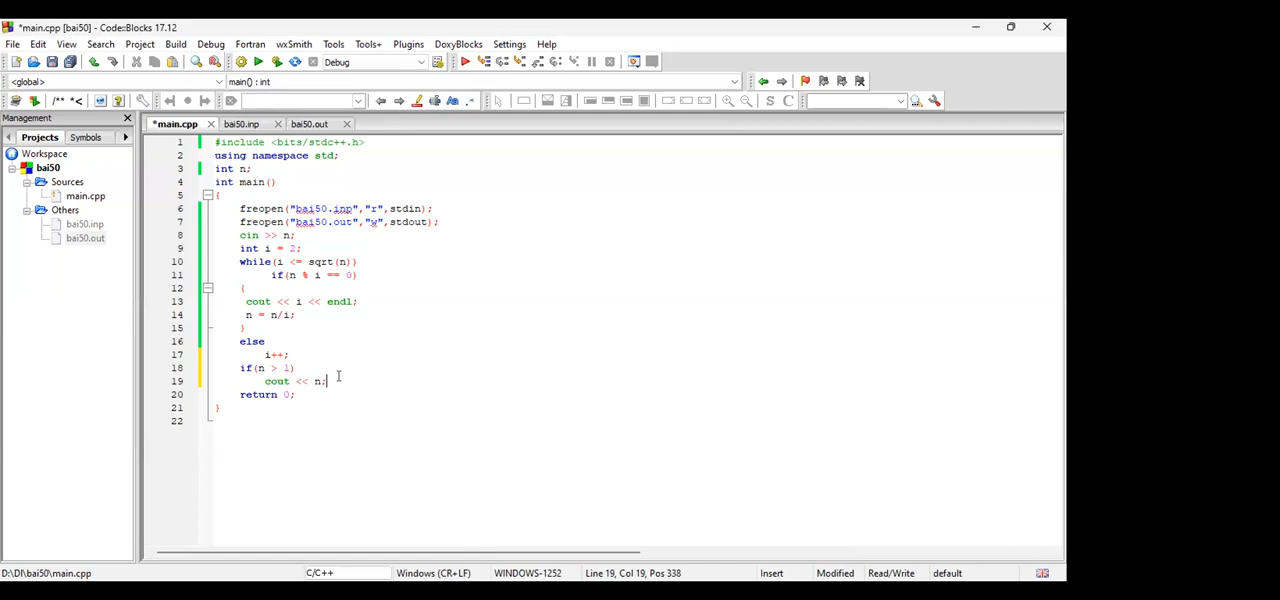 *main.cpp [bai50] - Code::Blocks 17.12
File Edit View Search Project Build Debug Fortran wxSmith Tools Tools+ Plugins DoxyBlocks Settings Help
Debug
<global> main() : int
/** *< Aa .* S C
Management
Projects Symbols
Workspace
bai50
Sources
main.cpp
Others
bai50.inp
bai50.out
*main.cpp bai50.inp bai50.out
1 #include <bits/stdc++.h>
2 using namespace std;
3 int n;
4 int main()
5 {
6 freopen("bai50.inp","r",stdin);
7 freopen("bai50.out","w",stdout);
8 cin >> n;
9 int i = 2;
10 while(i <= sqrt(n))
11 if(n % i == 0)
12 {
13 cout << i << endl;
14 n = n/i;
15 }
16 else
17 i++;
18 if(n > 1)
19 cout << n;
20 return 0;
21 }
22
D:\DI\bai50\main.cpp C/C++ Windows (CR+LF) WINDOWS-1252 Line 19, Col 19, Pos 338 Insert Modified Read/Write default